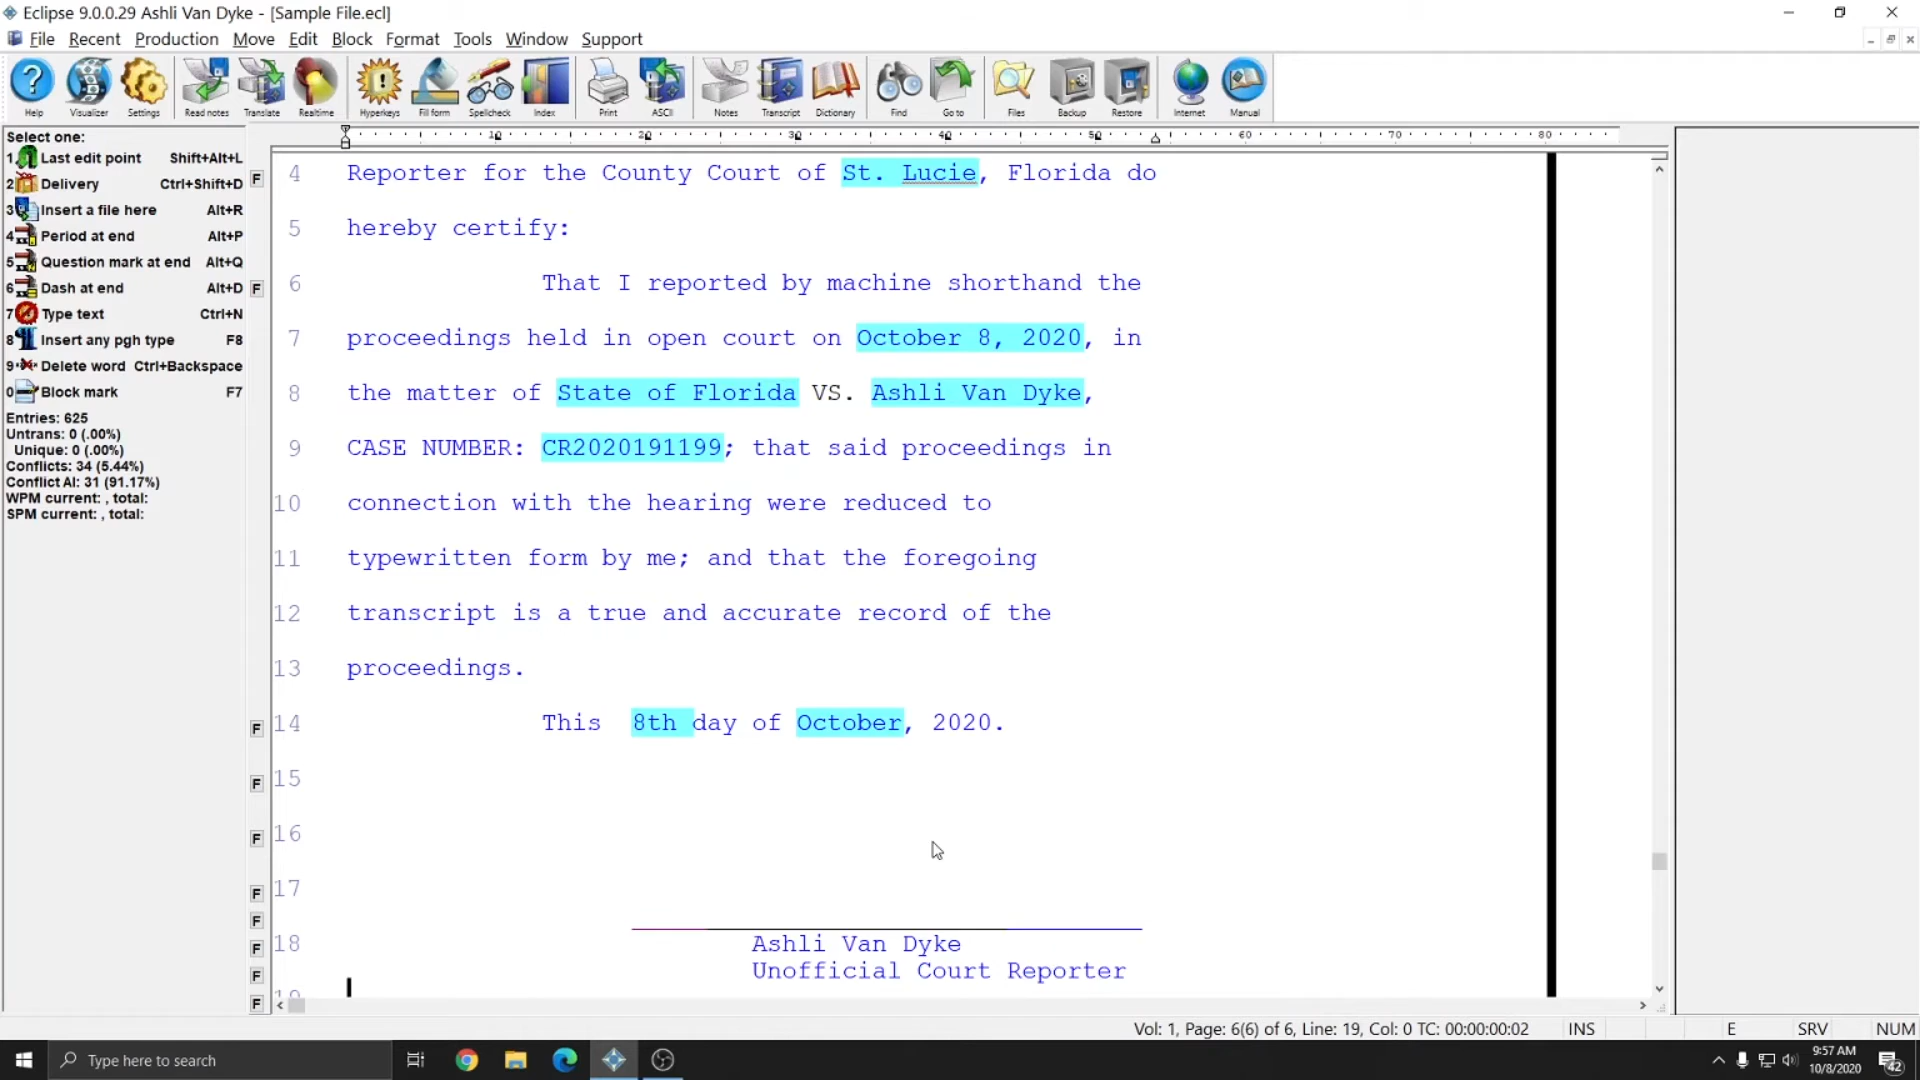 Eclipse 9.0.0.29 Ashli Van Dyke - [Sample File.ecl]
File Recent Production Move Edit Block Format Tools Window Support
Help Visualizer Settings Read notes Translate Realtime Hyperkeys Fill form Spellcheck Index Print ASCII Notes Transcript Dictionary Find Go to Files Backup Restore Internet Manual
Select one:
1 Last edit point Shift+Alt+L
2 Delivery Ctrl+Shift+D
3 Insert a file here Alt+R
4 Period at end Alt+P
5 Question mark at end Alt+Q
6 Dash at end Alt+D
7 Type text Ctrl+N
8 Insert any pgh type F8
9 Delete word Ctrl+Backspace
0 Block mark F7
Entries: 625
Untrans: 0 (.00%)
Unique: 0 (.00%)
Conflicts: 34 (5.44%)
Conflict AI: 31 (91.17%)
WPM current: , total:
SPM current: , total:
10 20 30 40 50 60 70 80
F 4 Reporter for the County Court of St. Lucie, Florida do
5 hereby certify:
F 6 That I reported by machine shorthand the
7 proceedings held in open court on October 8, 2020, in
8 the matter of State of Florida VS. Ashli Van Dyke,
9 CASE NUMBER: CR2020191199; that said proceedings in
10 connection with the hearing were reduced to
11 typewritten form by me; and that the foregoing
12 transcript is a true and accurate record of the
13 proceedings.
F 14 This 8th day of October, 2020.
F 15
F 16
F 17
F
F 18 Ashli Van Dyke
F Unofficial Court Reporter
F 19
Vol: 1, Page: 6(6) of 6, Line: 19, Col: 0 TC: 00:00:00:02 INS E SRV NUM
Type here to search
9:57 AM
10/8/2020
42